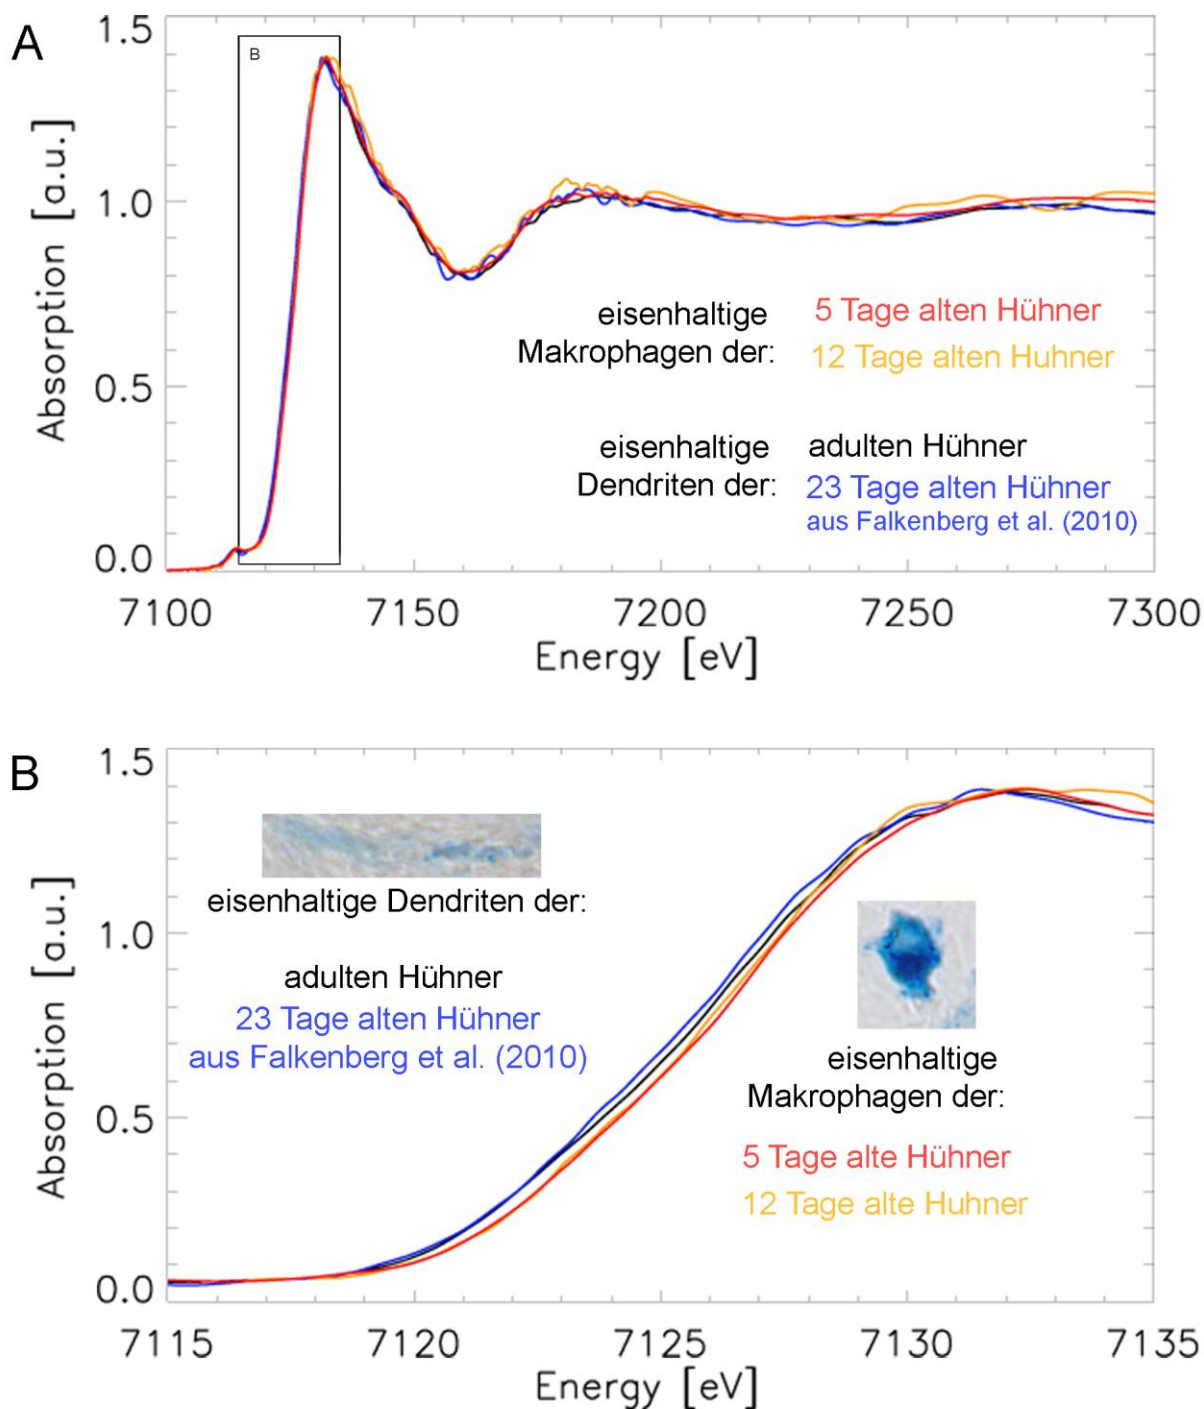 A
1.5
B
1.0
0.5
0.0
Absorption [a.u.]
eisenhaltige
Makrophagen der:
5 Tage alten Hühner
12 Tage alten Huhner
eisenhaltige
Dendriten der:
adulten Hühner
23 Tage alten Hühner
aus Falkenberg et al. (2010)
7100 7150 7200 7250 7300
Energy [eV]
B
1.5
1.0
0.5
0.0
Absorption [a.u.]
eisenhaltige Dendriten der:
adulten Hühner
23 Tage alten Hühner
aus Falkenberg et al. (2010)
eisenhaltige
Makrophagen der:
5 Tage alte Hühner
12 Tage alte Huhner
7115 7120 7125 7130 7135
Energy [eV]